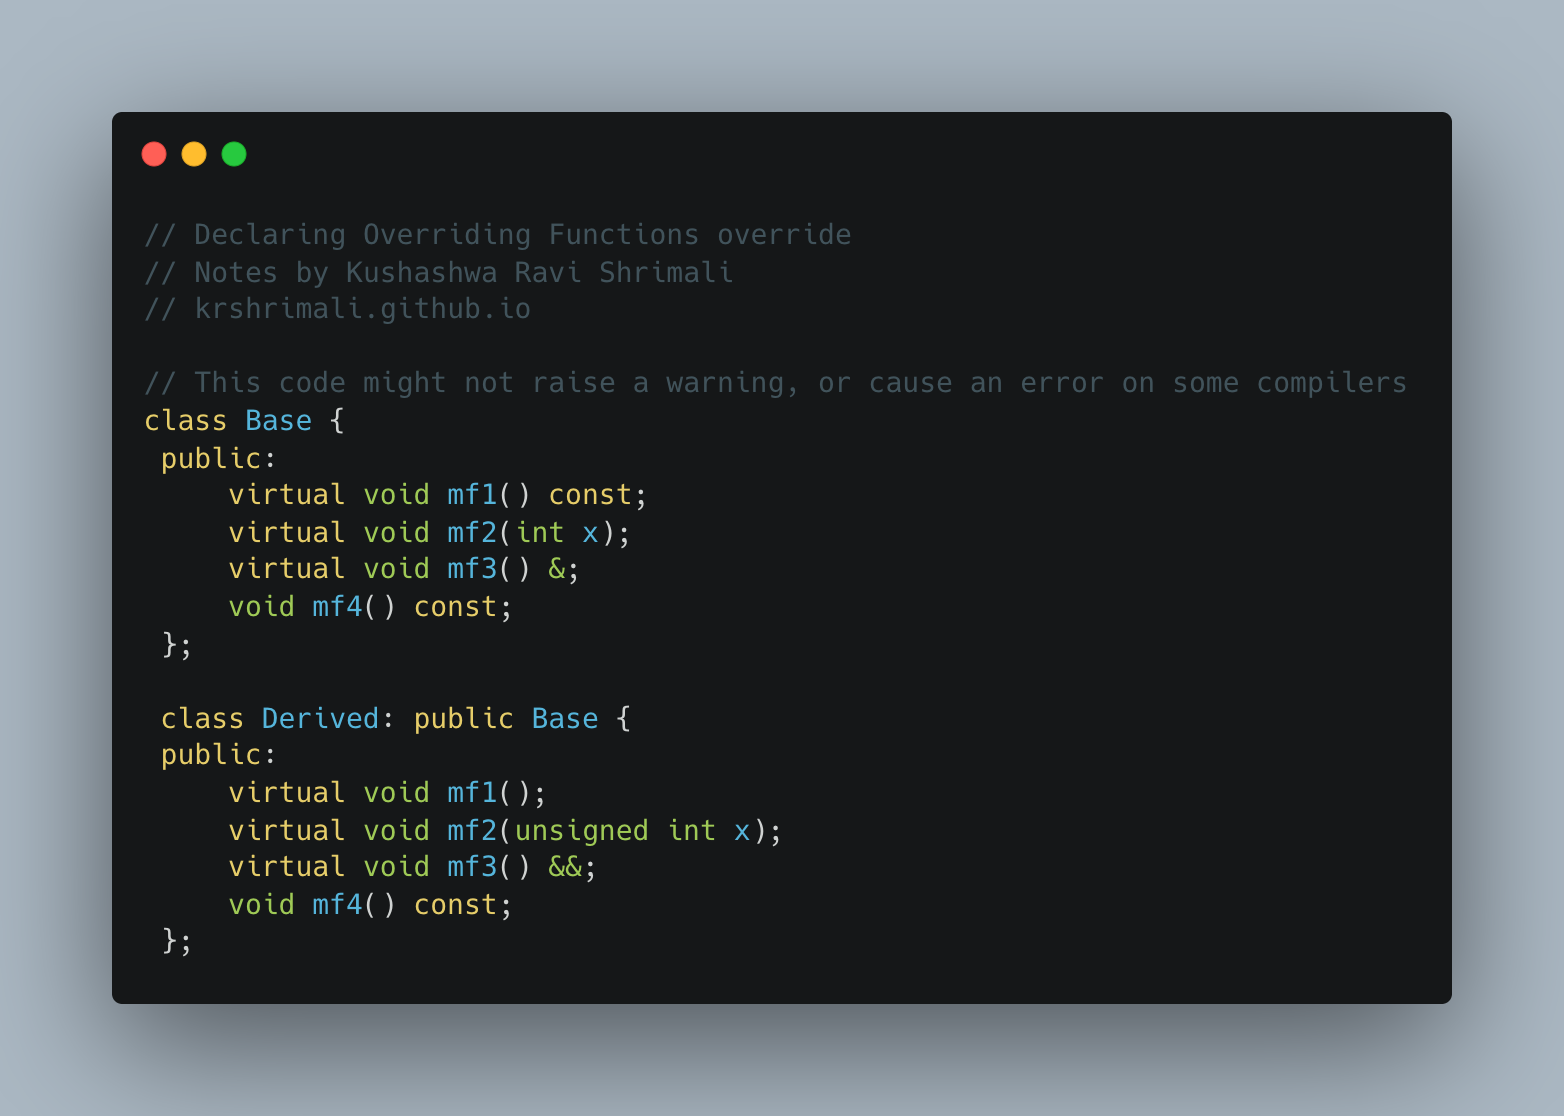 // Declaring Overriding Functions override
// Notes by Kushashwa Ravi Shrimali
// krshrimali.github.io

// This code might not raise a warning, or cause an error on some compilers
class Base {
 public:
     virtual void mf1() const;
     virtual void mf2(int x);
     virtual void mf3() &;
     void mf4() const;
 };

 class Derived: public Base {
 public:
     virtual void mf1();
     virtual void mf2(unsigned int x);
     virtual void mf3() &&;
     void mf4() const;
 };